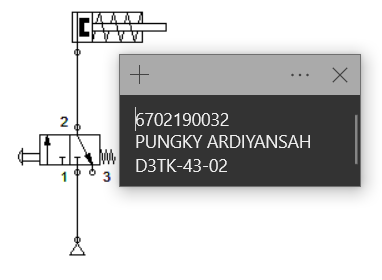 2
1 3
6702190032
PUNGKY ARDIYANSAH
D3TK-43-02